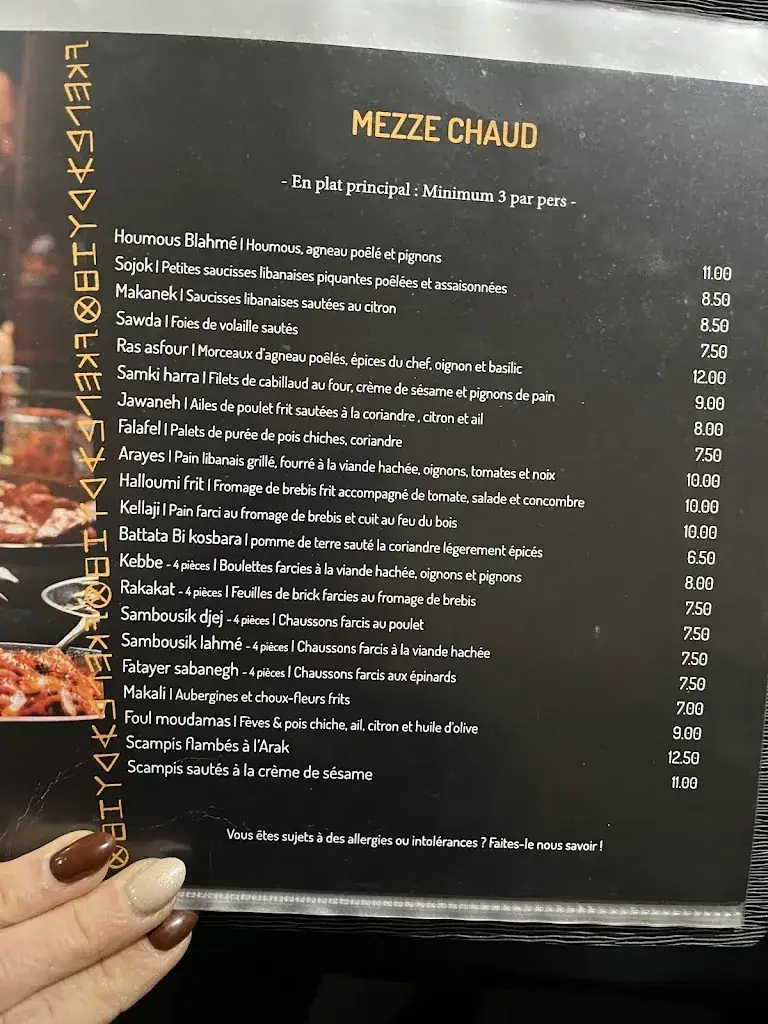 MEZZE CHAUD
- En plat principal : Minimum 3 par pers -
Houmous Blahmé | Houmous, agneau poêlé et pignons 11.00
Sojok | Petites saucisses libanaises piquantes poêlées et assaisonnées 8.50
Makanek | Saucisses libanaises sautées au citron 8.50
Sawda | Foies de volaille sautés 7.50
Ras asfour | Morceaux d'agneau poêlés, épices du chef, oignon et basilic 12.00
Samki harra | Filets de cabillaud au four, crème de sésame et pignons de pain 9.00
Jawaneh | Ailes de poulet frit sautées à la coriandre , citron et ail 8.00
Falafel | Palets de purée de pois chiches, coriandre 7.50
Arayes | Pain libanais grillé, fourré à la viande hachée, oignons, tomates et noix 10.00
Halloumi frit | Fromage de brebis frit accompagné de tomate, salade et concombre 10.00
Kellaji | Pain farci au fromage de brebis et cuit au feu du bois 10.00
Battata Bi kosbara | pomme de terre sauté la coriandre légerement épicés 6.50
Kebbe - 4 pièces | Boulettes farcies à la viande hachée, oignons et pignons 8.00
Rakakat - 4 pièces | Feuilles de brick farcies au fromage de brebis 7.50
Sambousik djej - 4 pièces | Chaussons farcis au poulet 7.50
Sambousik lahmé - 4 pièces | Chaussons farcis à la viande hachée 7.50
Fatayer sabanegh - 4 pièces | Chaussons farcis aux épinards 7.50
Makali | Aubergines et choux-fleurs frits 7.00
Foul moudamas | Fèves & pois chiche, ail, citron et huile d'olive 9.00
Scampis flambés à l'Arak 12.50
Scampis sautés à la crème de sésame 11.00
Vous êtes sujets à des allergies ou intolérances ? Faites-le nous savoir !